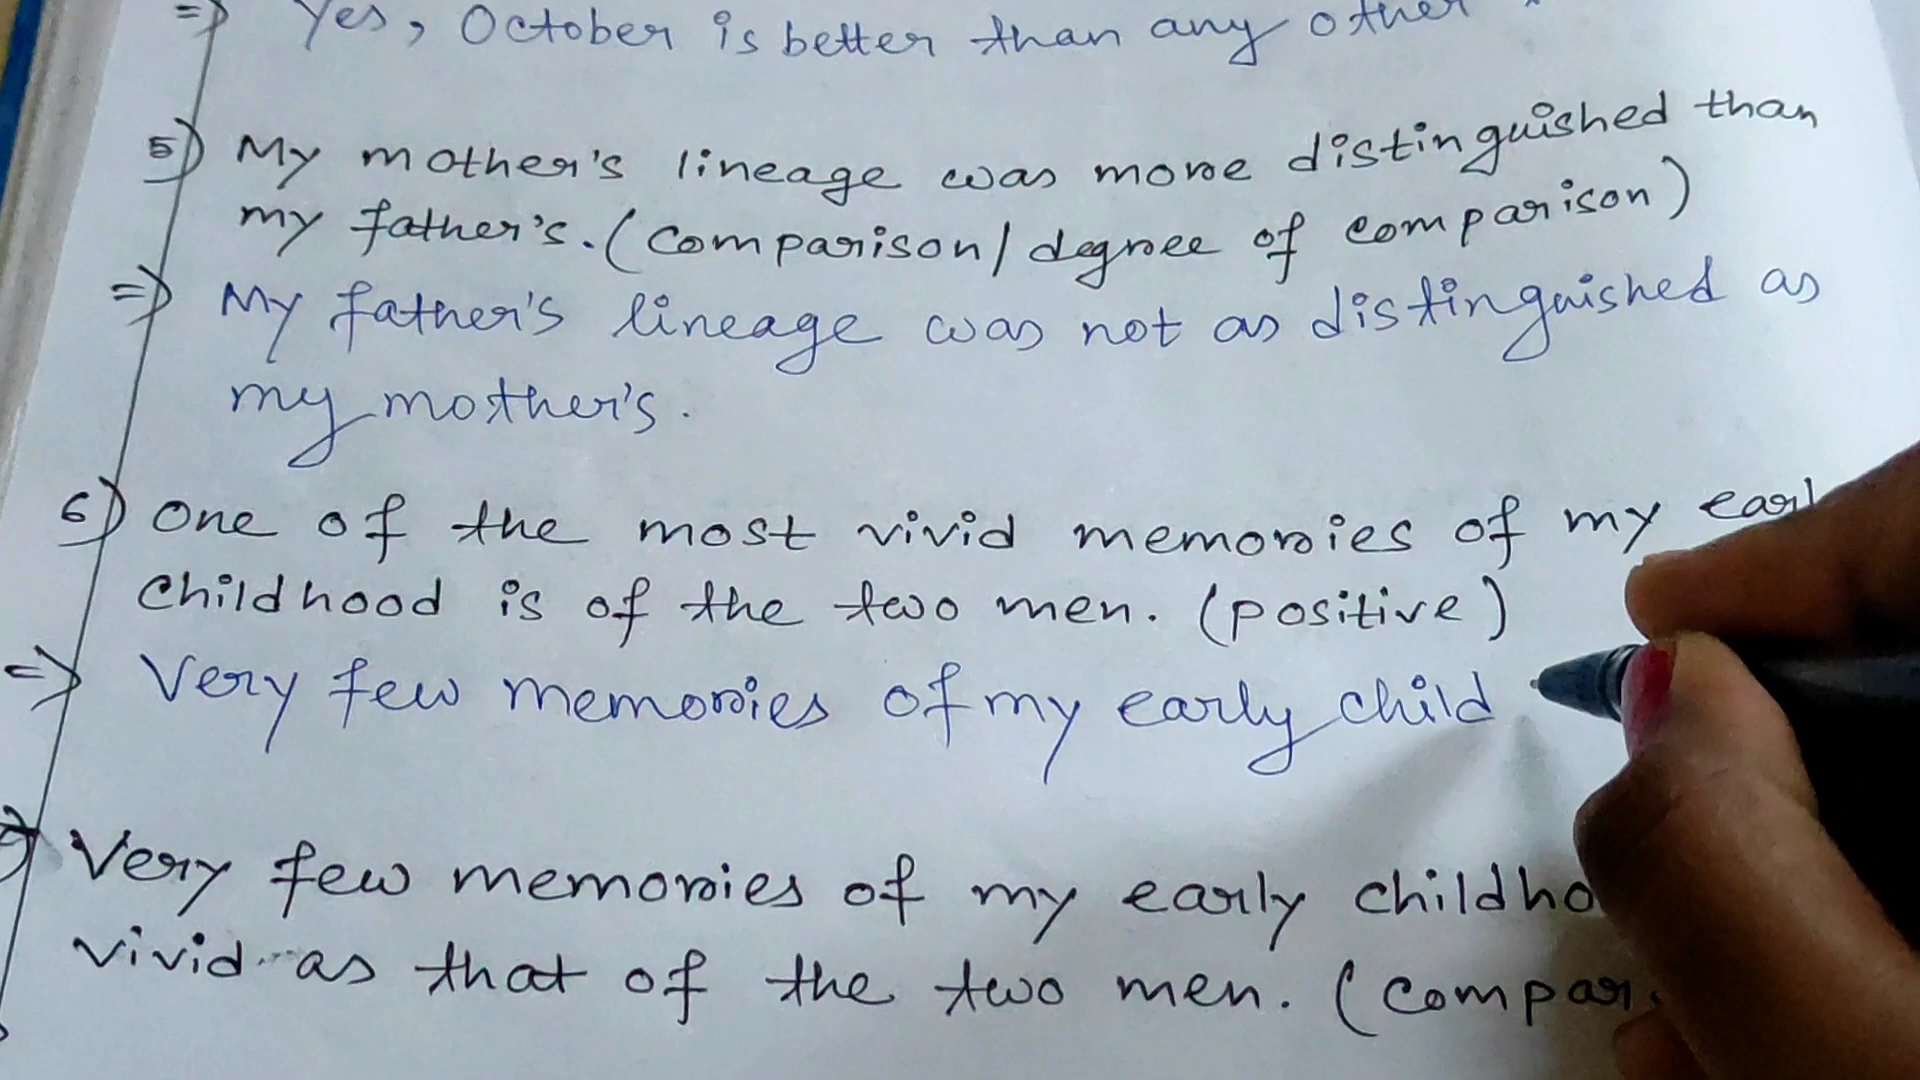 => Yes, October is better than any other
5) My mother's lineage was more distinguished than
my father's. (Comparison/degree of comparison)
=> My father's lineage was not as distinguished as
my mother's.
6) One of the most vivid memories of my
childhood is of the two men. (positive)
=> Very few memories of my early child
Very few memories of my early
vivid as that of the two men.